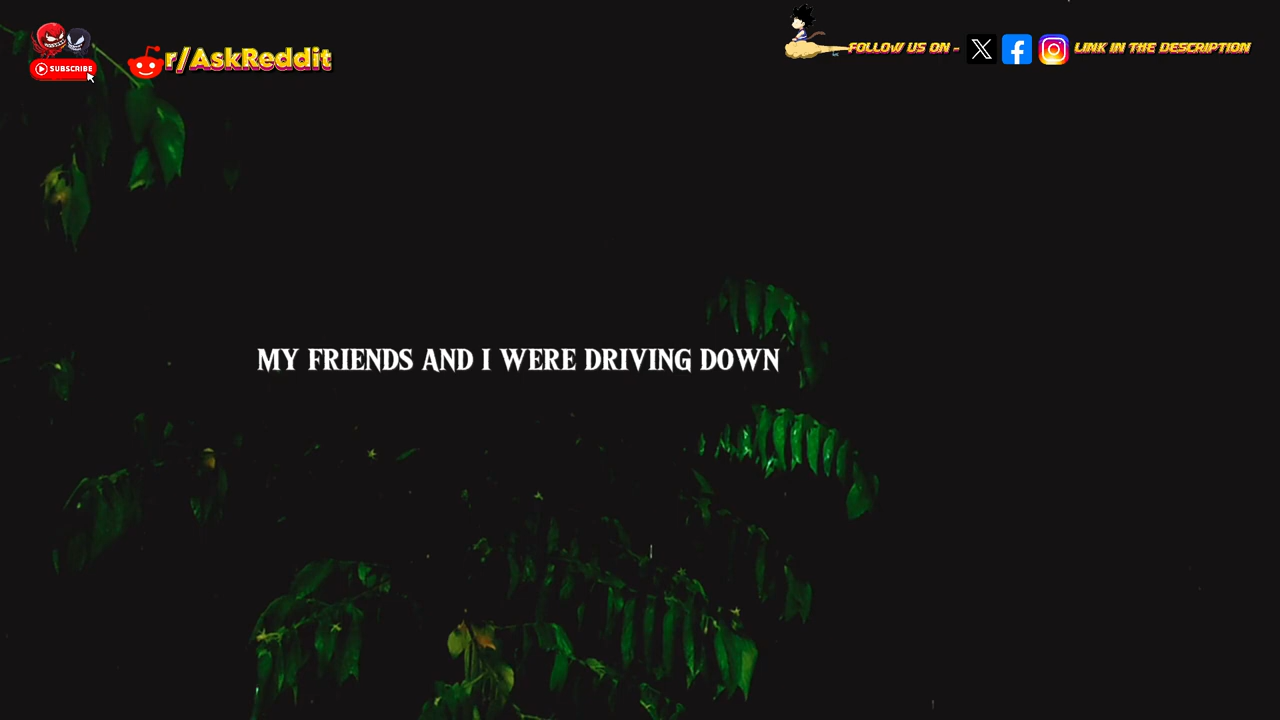 SUBSCRIBE
r/AskReddit
FOLLOW US ON -
LINK IN THE DESCRIPTION
MY FRIENDS AND I WERE DRIVING DOWN